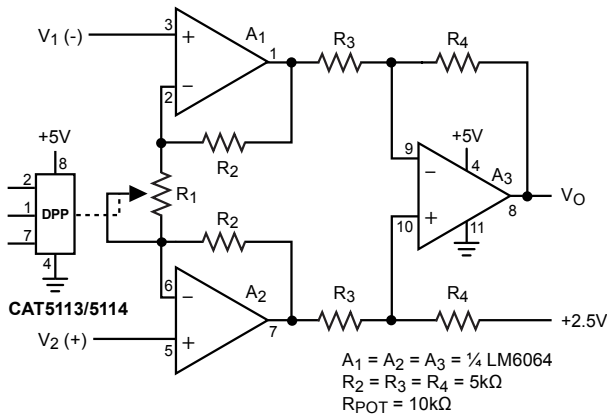 V1 (-)
3
+
A1
1
R3
R4
2
−
+5V
8
R2
+5V
9
−
4
A3
2
1
7
DPP
R1
VO
8
+
10
11
R2
4
CAT5113/5114
6
−
A2
7
R3
R4
+2.5V
V2 (+)
5
+
A1 = A2 = A3 = ¼ LM6064
R2 = R3 = R4 = 5kΩ
RPOT = 10kΩ